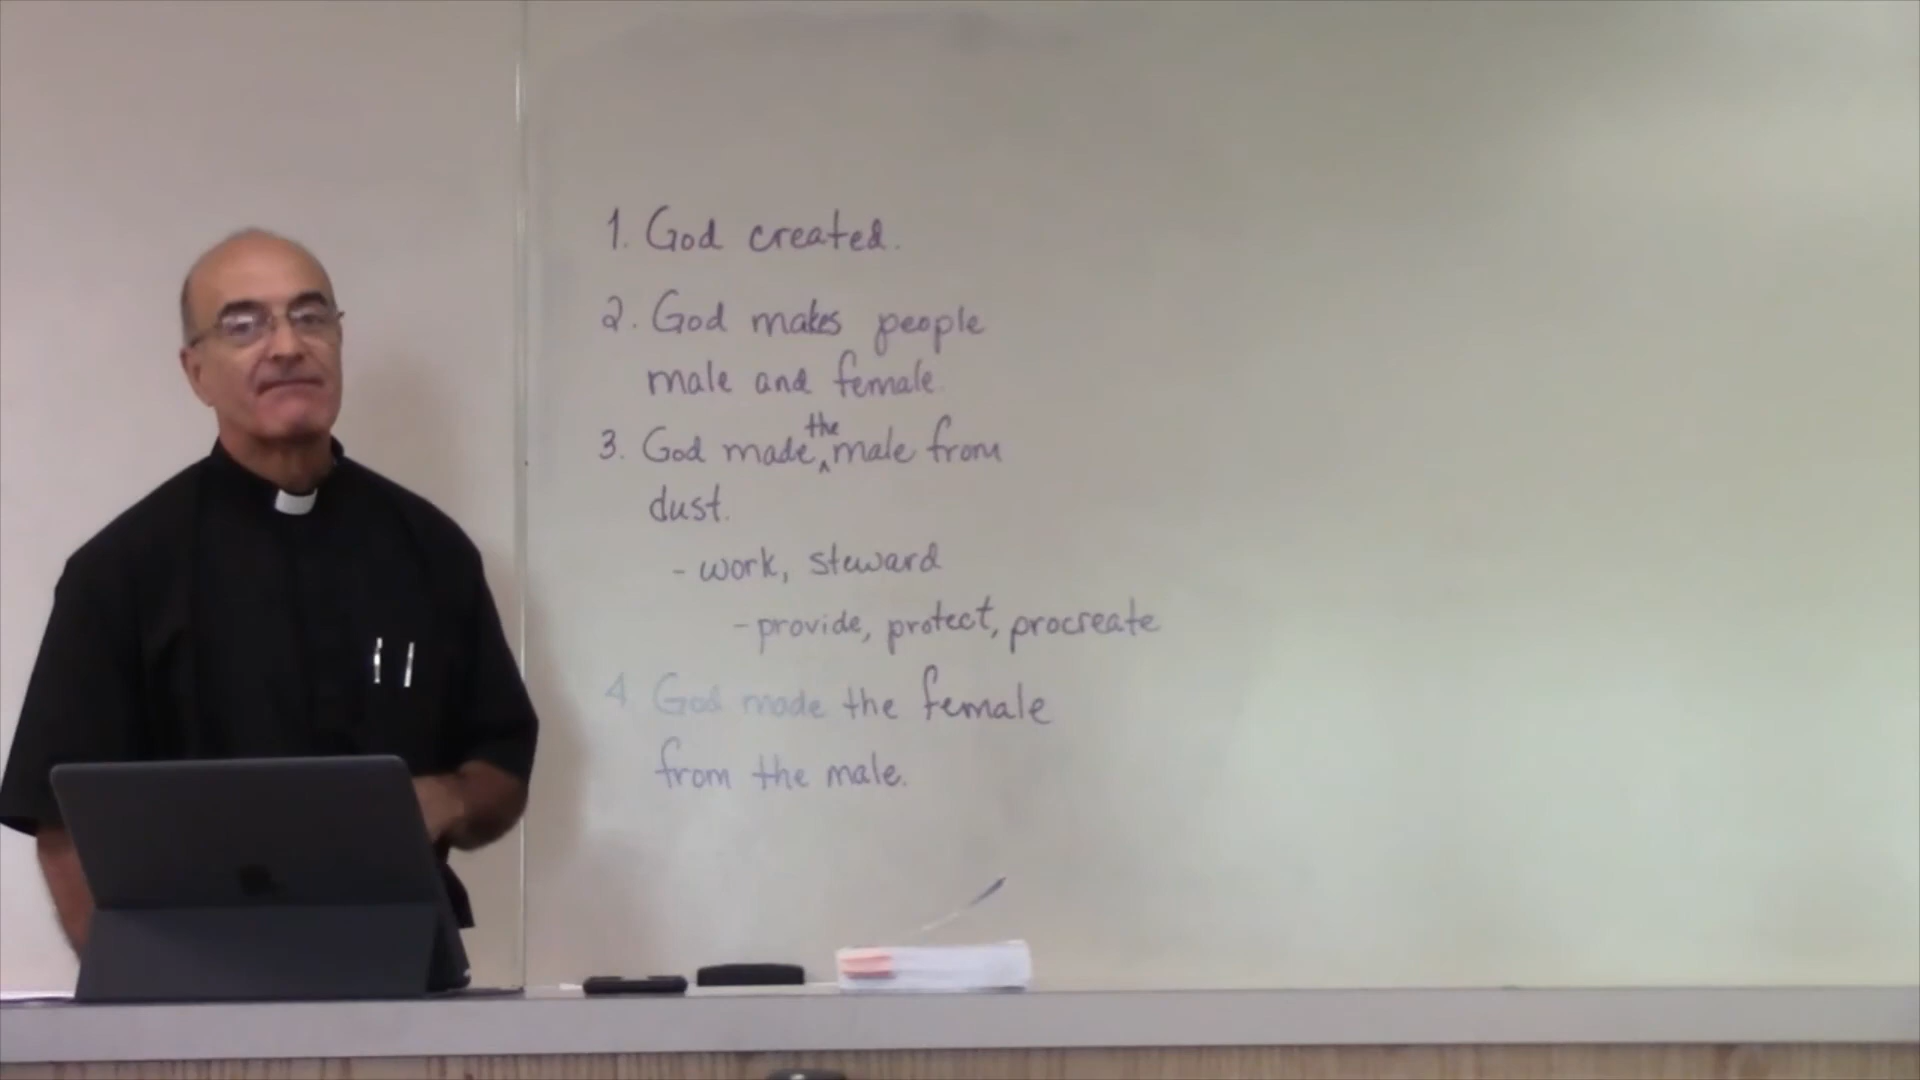 1. God created.
2. God makes people
male and female.
3. God made the male from
dust.
- work, steward
- provide, protect, procreate
4. God made the female
from the male.